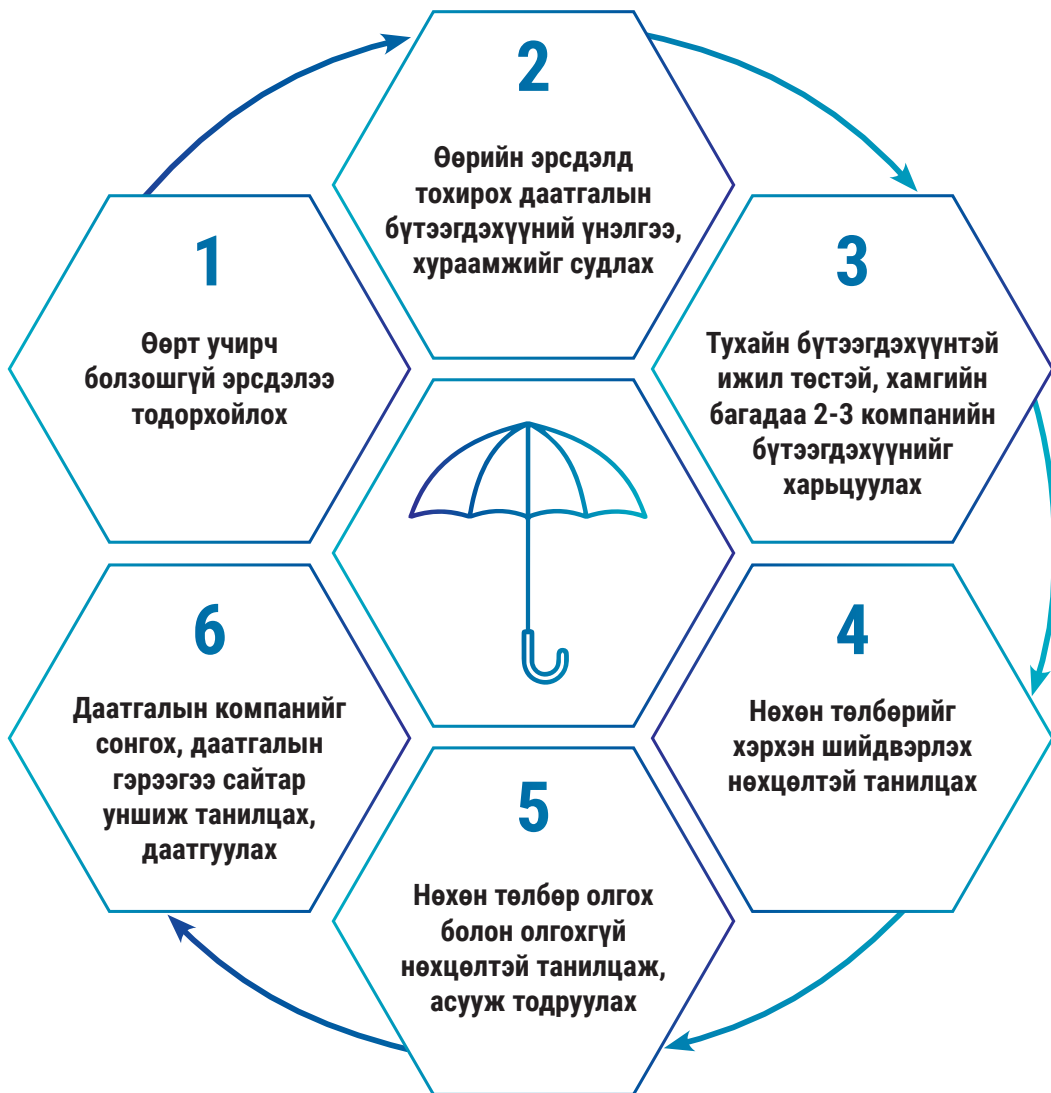 1
Өөрт учирч
болзошгүй эрсдэлээ
тодорхойлох
2
Өөрийн эрсдэлд
тохирох даатгалын
бүтээгдэхүүний үнэлгээ,
хураамжийг судлах
3
Тухайн бүтээгдэхүүнтэй
ижил төстэй, хамгийн
багадаа 2-3 компанийн
бүтээгдэхүүнийг
харьцуулах
4
Нөхөн төлбөрийг
хэрхэн шийдвэрлэх
нөхцөлтэй танилцах
5
Нөхөн төлбөр олгох
болон олгохгүй
нөхцөлтэй танилцаж,
асууж тодруулах
6
Даатгалын компанийг
сонгох, даатгалын
гэрээгээ сайтар
уншиж танилцах,
даатгуулах